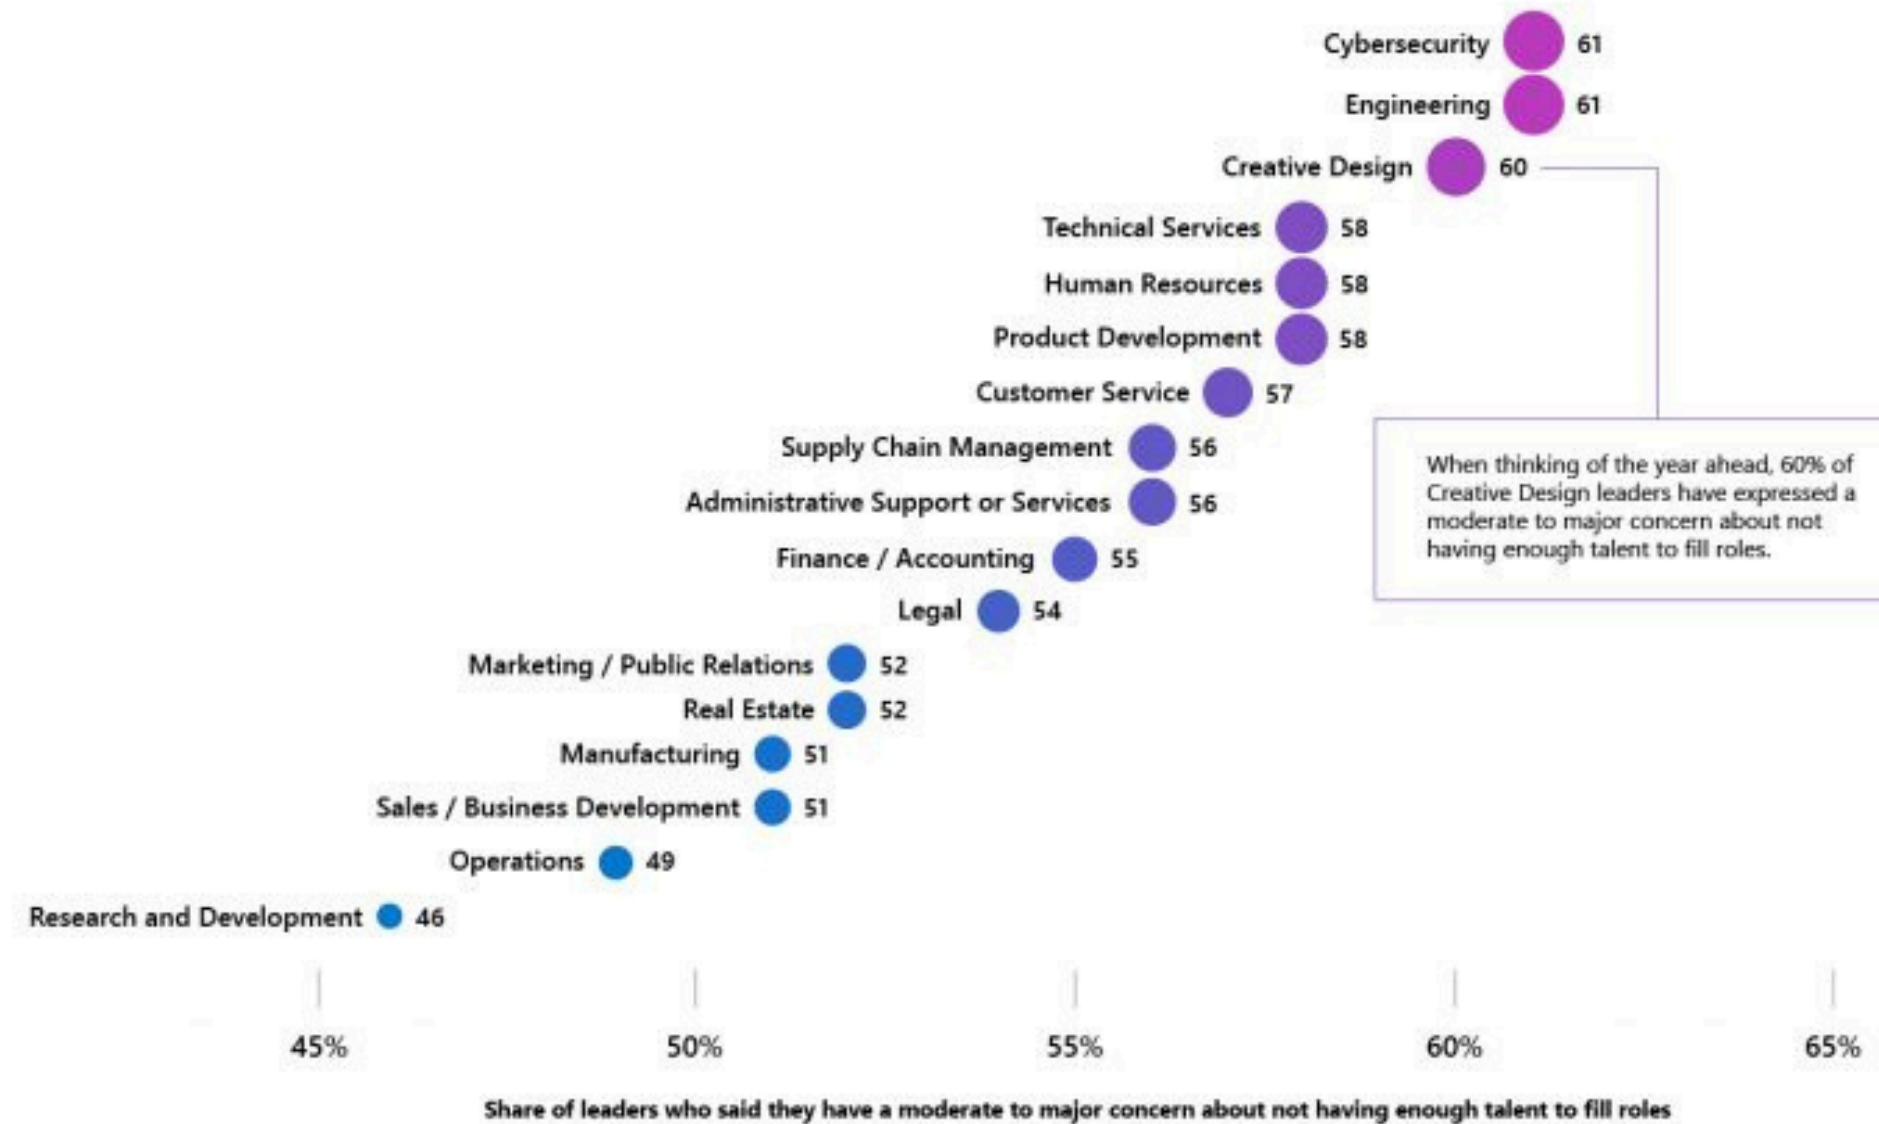 Cybersecurity 61
Engineering 61
Creative Design 60
Technical Services 58
Human Resources 58
Product Development 58
Customer Service 57
Supply Chain Management 56
Administrative Support or Services 56
Finance / Accounting 55
Legal 54
Marketing / Public Relations 52
Real Estate 52
Manufacturing 51
Sales / Business Development 51
Operations 49
Research and Development 46
When thinking of the year ahead, 60% of
Creative Design leaders have expressed a
moderate to major concern about not
having enough talent to fill roles.
45% 50% 55% 60% 65%
Share of leaders who said they have a moderate to major concern about not having enough talent to fill roles